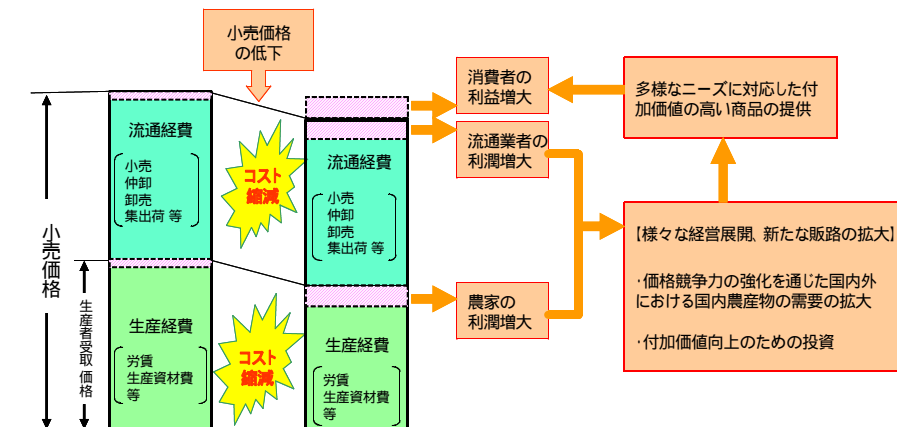 小売価格
の低下
消費者の
利益増大
多様なニーズに対応した付
加価値の高い商品の提供
流通経費
小売
仲卸
卸売
集出荷 等
コスト
縮減
流通経費
小売
仲卸
卸売
集出荷 等
流通業者の
利潤増大
【様々な経営展開、新たな販路の拡大】
・価格競争力の強化を通じた国内外
における国内農産物の需要の拡大
・付加価値向上のための投資
小売価格
生産者受取価格
生産経費
労賃
生産資材費
等
コスト
縮減
生産経費
労賃
生産資材費
等
農家の
利潤増大